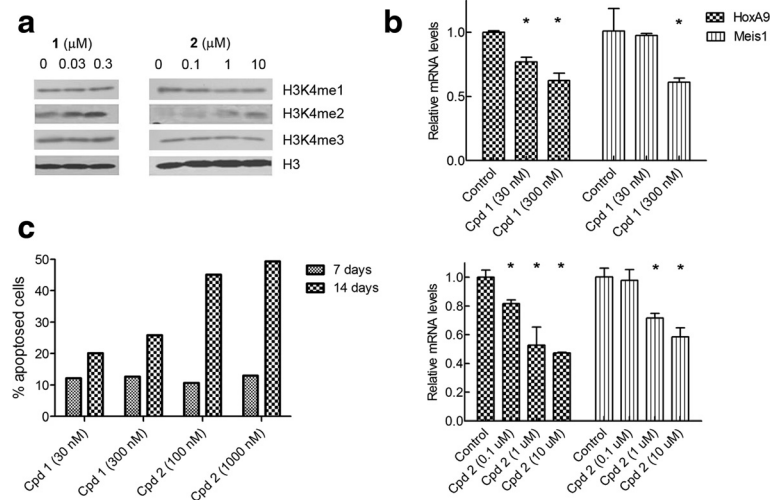 a
1 (μM)
2 (μM)
0 0.03 0.3
0 0.1 1 10
H3K4me1
H3K4me2
H3K4me3
H3
b
HoxA9
Meis1
Relative mRNA levels
1.0
0.5
0.0
* * *
Control
Cpd 1 (30 nM)
Cpd 1 (300 nM)
Control
Cpd 1 (30 nM)
Cpd 1 (300 nM)
c
% apoptosed cells
50
40
30
20
10
0
7 days
14 days
Cpd 1 (30 nM)
Cpd 1 (300 nM)
Cpd 2 (100 nM)
Cpd 2 (1000 nM)
Relative mRNA levels
1.0
0.8
0.6
0.4
0.2
0.0
* * * * *
Control
Cpd 2 (0.1 uM)
Cpd 2 (1 uM)
Cpd 2 (10 uM)
Control
Cpd 2 (0.1 uM)
Cpd 2 (1 uM)
Cpd 2 (10 uM)